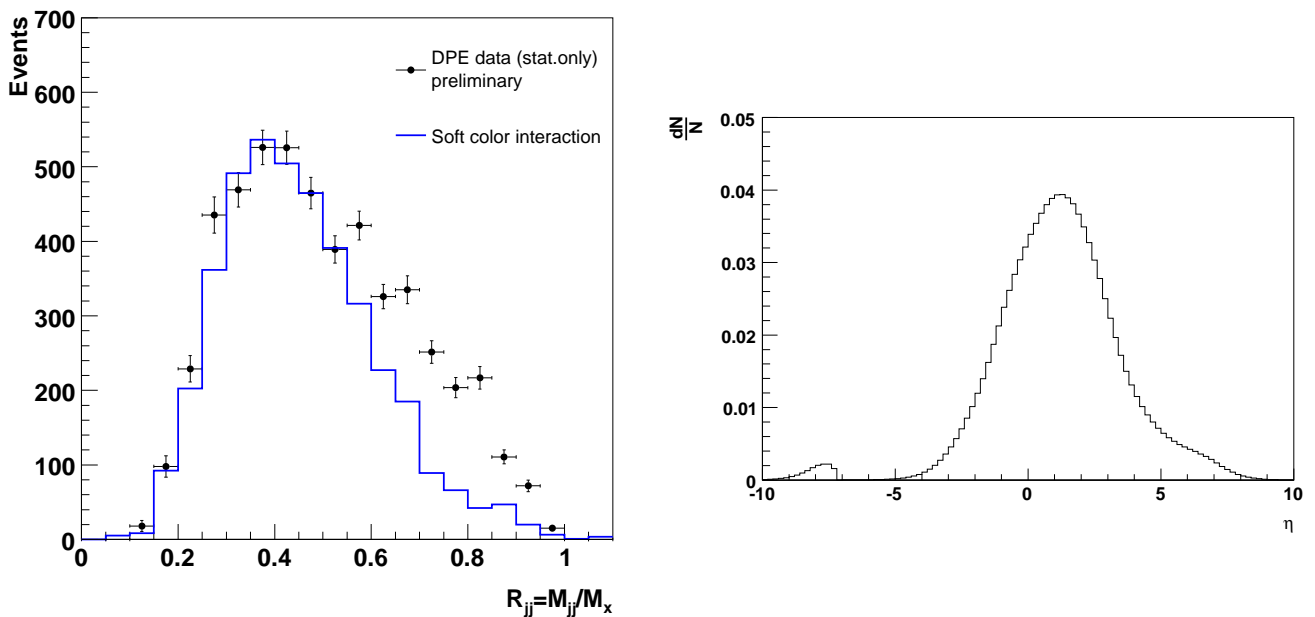 Events
700
600
500
400
300
200
100
0
DPE data (stat.only)
preliminary
Soft color interaction
0 0.2 0.4 0.6 0.8 1
R_jj=M_jj/M_x
dN
N
0.05
0.04
0.03
0.02
0.01
0
-10 -5 0 5 10
η